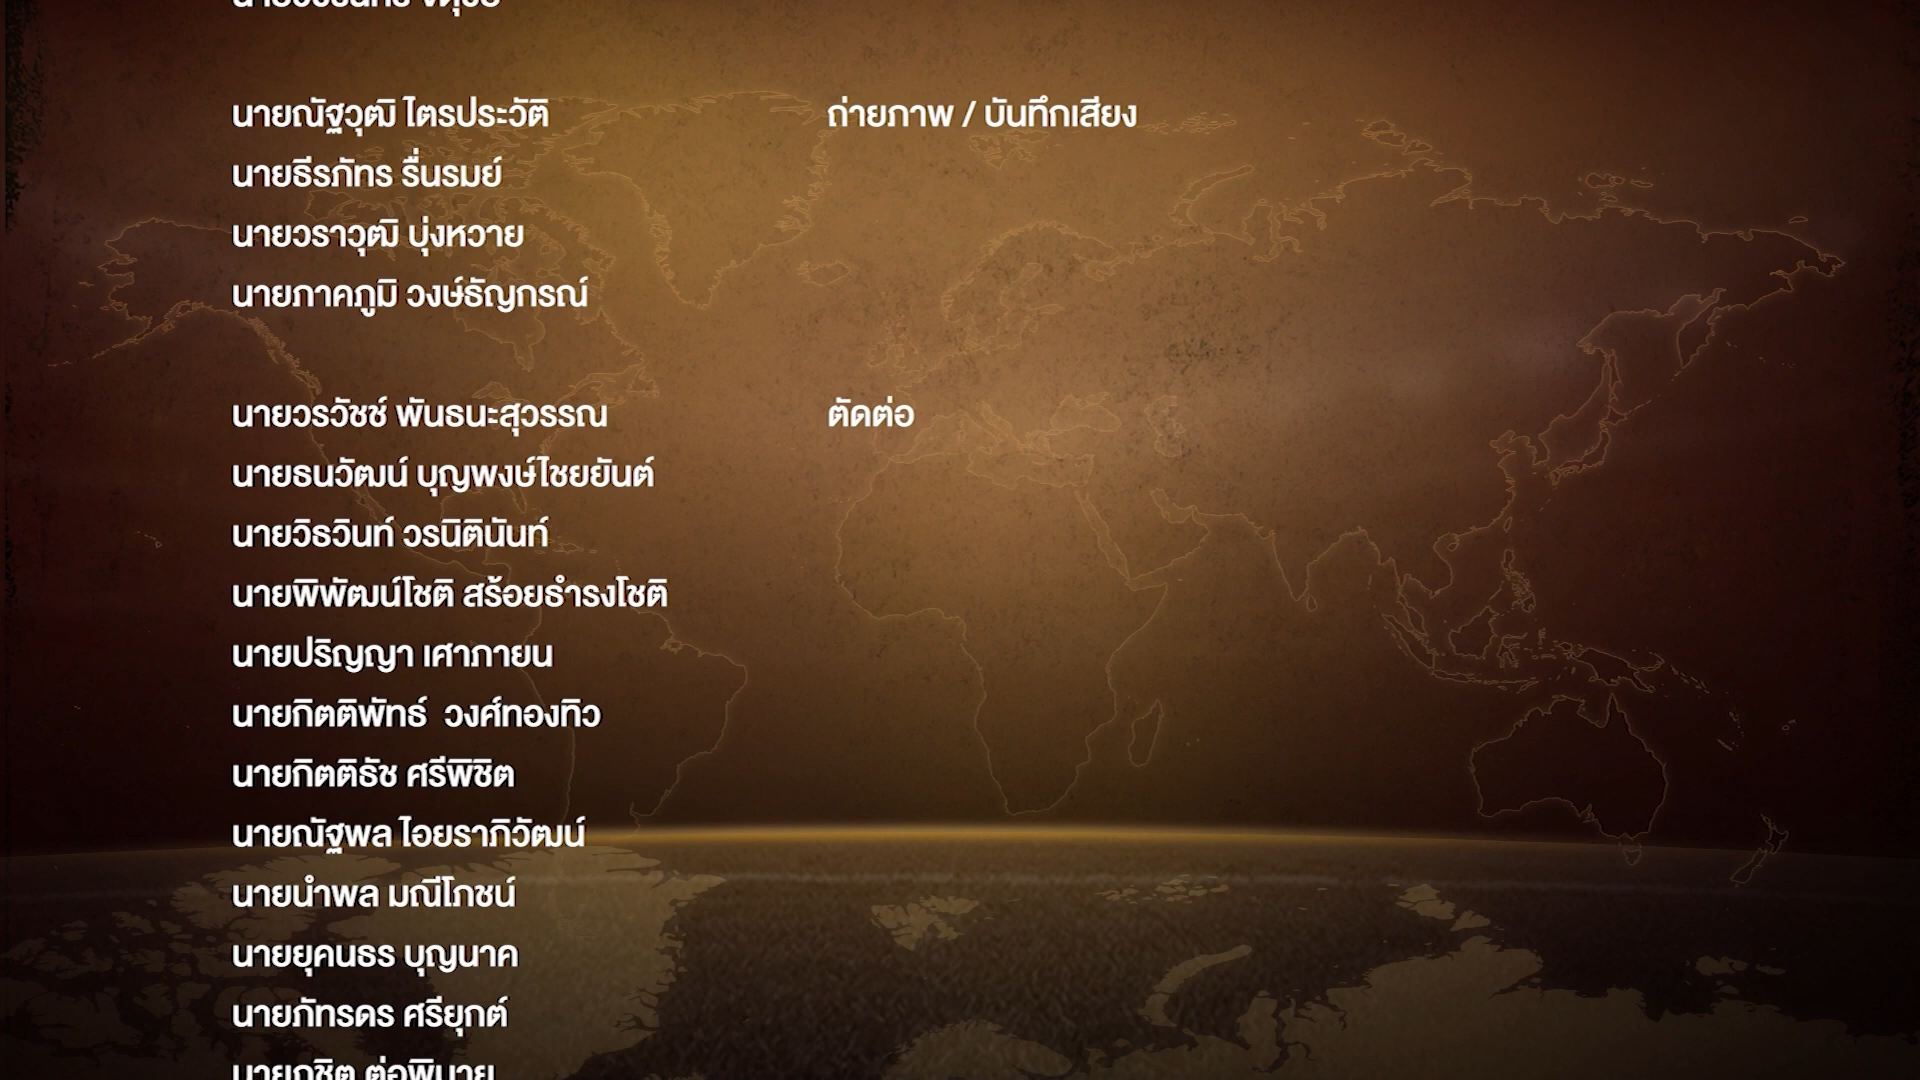 นายณัฐวุฒิ ไตรประวัติ ถ่ายภาพ / บันทึกเสียง
นายธีรภัทร รื่นรมย์
นายวราวุฒิ บุ่งหวาย
นายภาคภูมิ วงษ์ธัญกรณ์
นายวรวัชช์ พันธนะสุวรรณ ตัดต่อ
นายธนวัฒน์ บุญพงษ์ไชยยันต์
นายวิธวินท์ วรนิตินันท์
นายพิพัฒน์โชติ สร้อยธำรงโชติ
นายปริญญา เศาภายน
นายกิตติพัทธ์ วงศ์ทองทิว
นายกิตติธัช ศรีพิชิต
นายณัฐพล ไอยราภิวัฒน์
นายนำพล มณีโภชน์
นายยุคนธร บุญนาค
นายภัทรดร ศรียุกต์